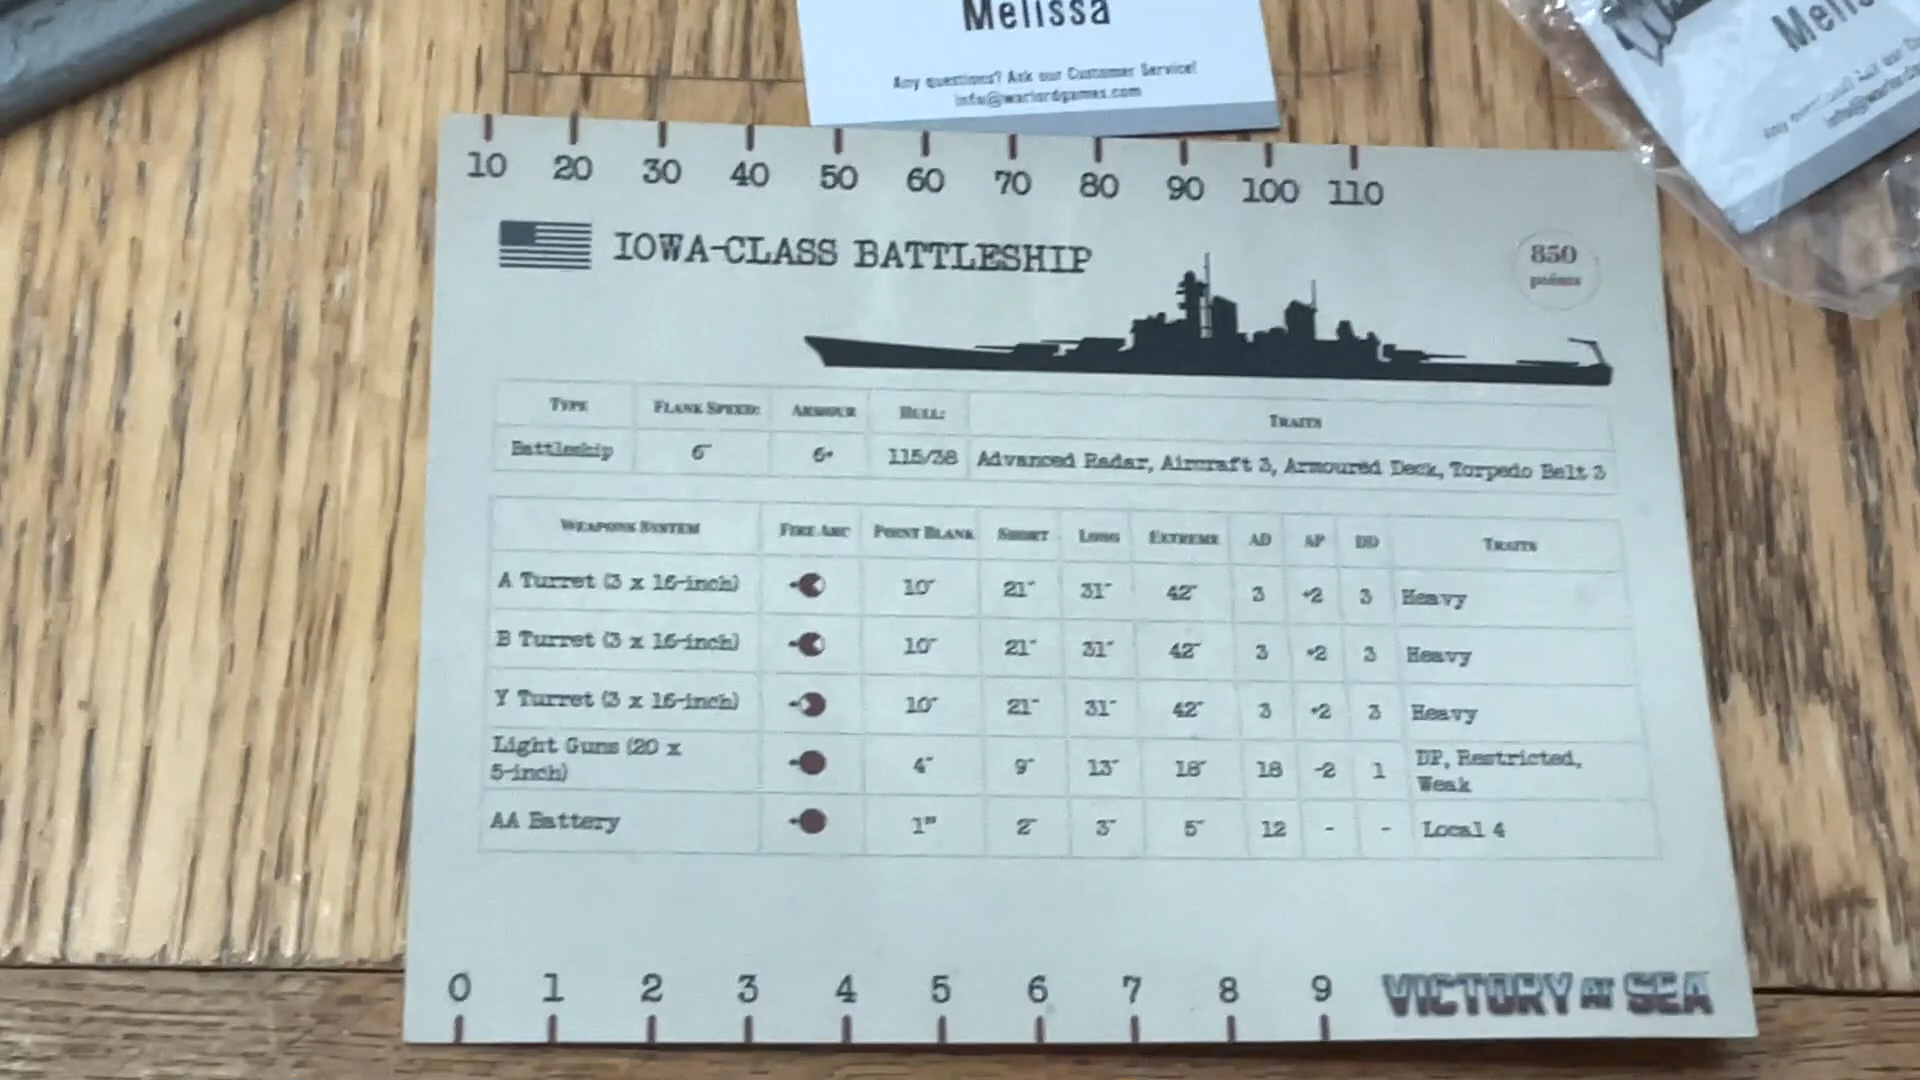 Melissa
Any questions? Ask our Customer Service!
info@warlordgames.com
10 20 30 40 50 60 70 80 90 100 110
IOWA-CLASS BATTLESHIP
850
points
TYPE FLANK SPEED: ARMOUR HULL: TRAITS
Battleship 6" 6+ 115/38 Advanced Radar, Aircraft 3, Armoured Deck, Torpedo Belt 3
WEAPONS SYSTEM FIRE ARC POINT BLANK SHORT LONG EXTREME AD AP DD TRAITS
A Turret (3 x 16-inch) 10" 21" 31" 42" 3 +2 3 Heavy
B Turret (3 x 16-inch) 10" 21" 31" 42" 3 +2 3 Heavy
Y Turret (3 x 16-inch) 10" 21" 31" 42" 3 +2 3 Heavy
Light Guns (20 x
5-inch) 4" 9" 13" 18" 18 -2 1 DP, Restricted,
Weak
AA Battery 1" 2" 3" 5" 12 - - Local 4
0 1 2 3 4 5 6 7 8 9
VICTORY AT SEA